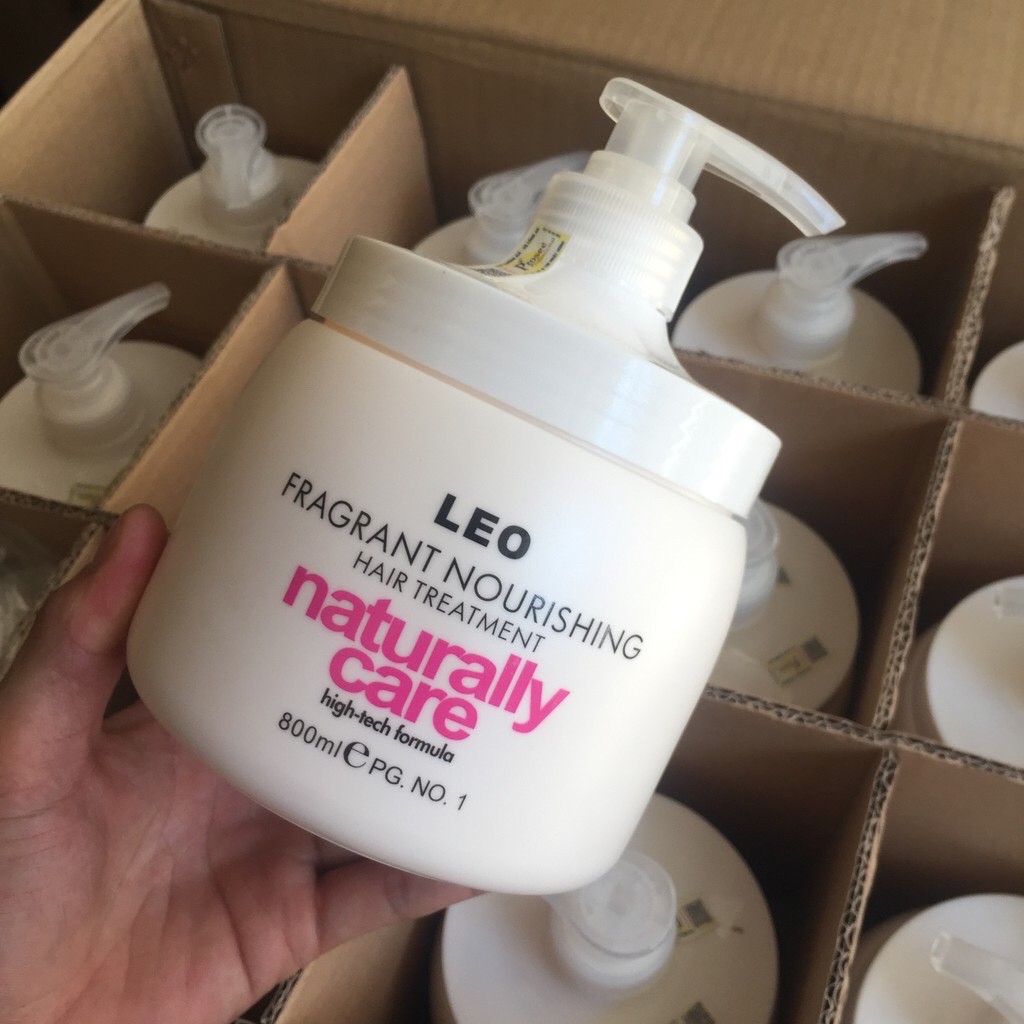 LEO
FRAGRANT NOURISHING
HAIR TREATMENT
naturally
care
high-tech formula
800ml℮PG. NO. 1